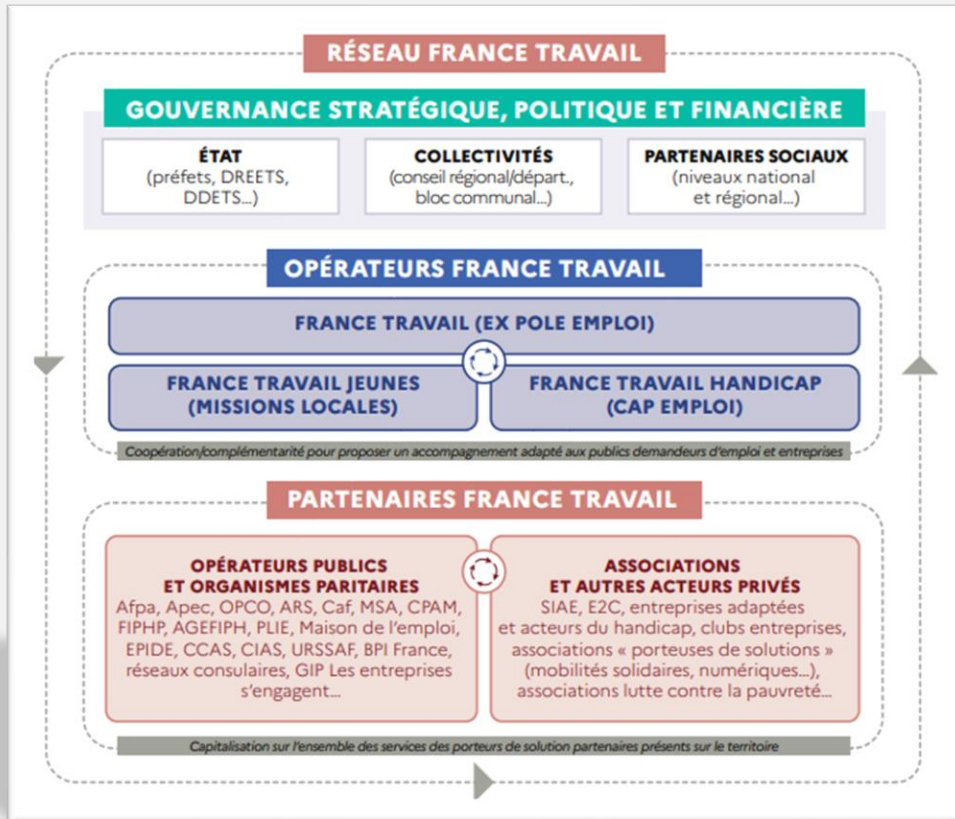 RÉSEAU FRANCE TRAVAIL
GOUVERNANCE STRATÉGIQUE, POLITIQUE ET FINANCIÈRE
ÉTAT
(préfets, DREETS,
DDETS...)
COLLECTIVITÉS
(conseil régional/départ.,
bloc communal...)
PARTENAIRES SOCIAUX
(niveaux national
et régional...)
OPÉRATEURS FRANCE TRAVAIL
FRANCE TRAVAIL (EX POLE EMPLOI)
FRANCE TRAVAIL JEUNES
(MISSIONS LOCALES)
FRANCE TRAVAIL HANDICAP
(CAP EMPLOI)
Coopération/complémentarité pour proposer un accompagnement adapté aux publics demandeurs d'emploi et entreprises
PARTENAIRES FRANCE TRAVAIL
OPÉRATEURS PUBLICS
ET ORGANISMES PARITAIRES
Afpa, Apec, OPCO, ARS, Caf, MSA, CPAM,
FIPHP, AGEFIPH, PLIE, Maison de l'emploi,
EPIDE, CCAS, CIAS, URSSAF, BPI France,
réseaux consulaires, GIP Les entreprises
s'engagent...
ASSOCIATIONS
ET AUTRES ACTEURS PRIVÉS
SIAE, E2C, entreprises adaptées
et acteurs du handicap, clubs entreprises,
associations « porteuses de solutions »
(mobilités solidaires, numériques...),
associations lutte contre la pauvreté...
Capitalisation sur l'ensemble des services des porteurs de solution partenaires présents sur le territoire